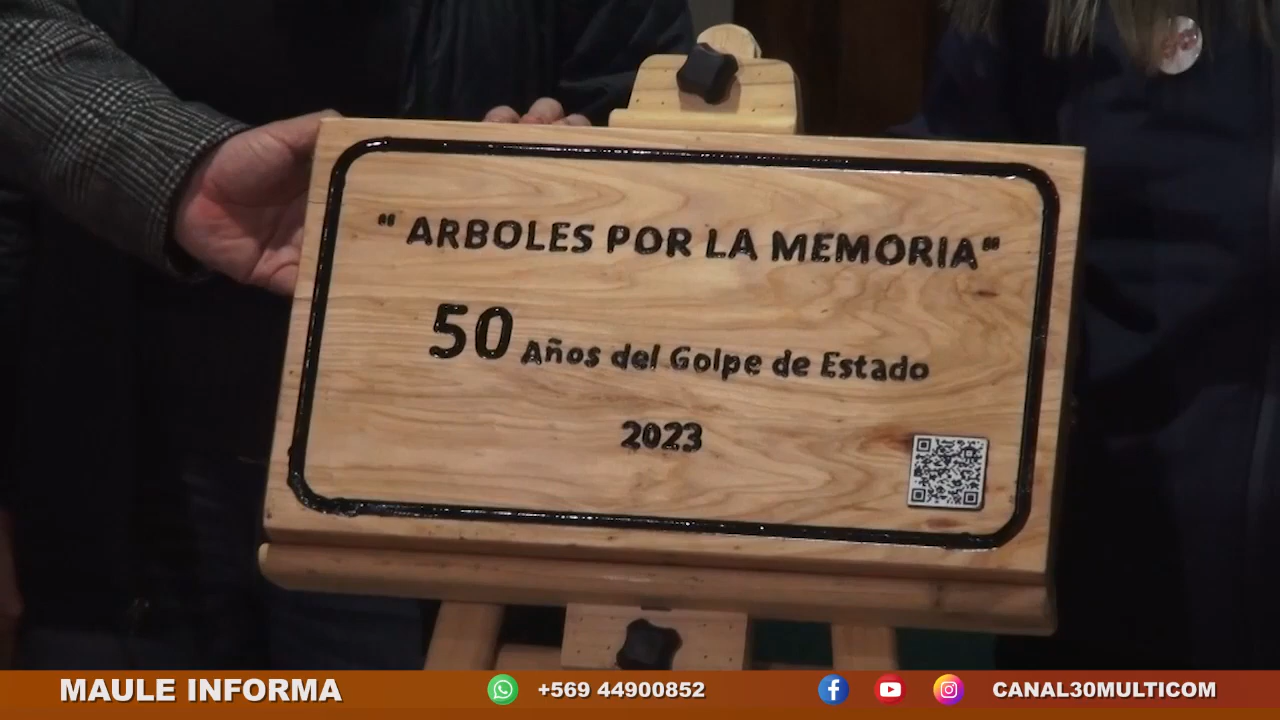 " ARBOLES POR LA MEMORIA"
50 Años del Golpe de Estado
2023
MAULE INFORMA +569 44900852 CANAL30MULTICOM